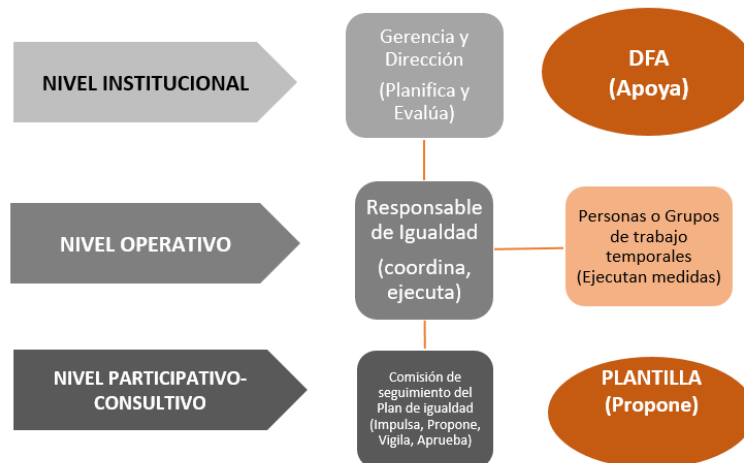 NIVEL INSTITUCIONAL
Gerencia y
Dirección
(Planifica y
Evalúa)
DFA
(Apoya)
NIVEL OPERATIVO
Responsable
de Igualdad
(coordina,
ejecuta)
Personas o Grupos
de trabajo
temporales
(Ejecutan medidas)
NIVEL PARTICIPATIVO-
CONSULTIVO
Comisión de
seguimiento del
Plan de igualdad
(Impulsa, Propone,
Vigila, Aprueba)
PLANTILLA
(Propone)